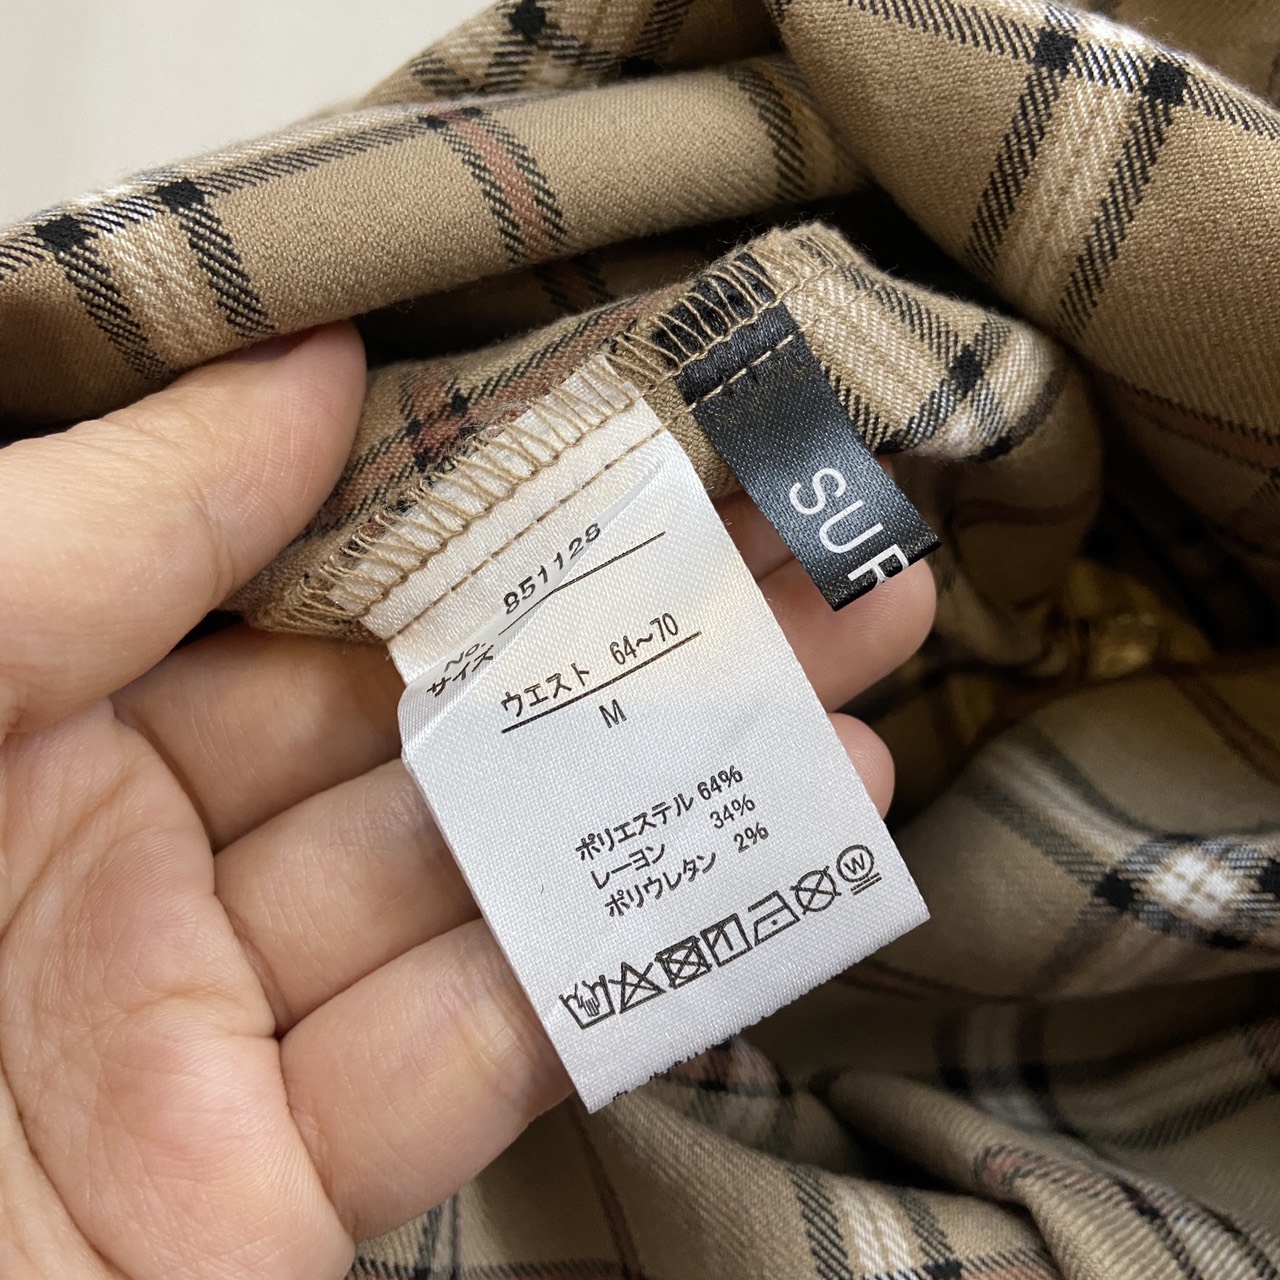 SUR
No. 851128
サイズ
ウエスト 64~70
M
ポリエステル 64%
レーヨン 34%
ポリウレタン 2%
W